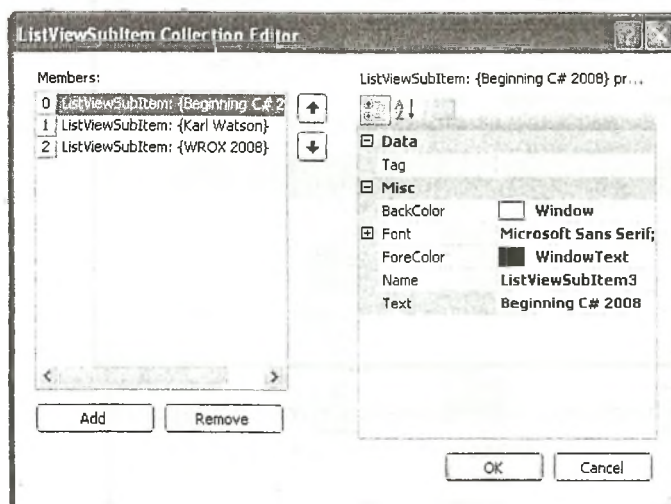 ListViewSubItem Collection Editor
Members:
0 ListViewSubItem: {Beginning C# 2
1 ListViewSubItem: {Karl Watson}
2 ListViewSubItem: {WROX 2008}
Add Remove
ListViewSubItem: {Beginning C# 2008} pr...
Data
Tag
Misc
BackColor Window
Font Microsoft Sans Serif;
ForeColor WindowText
Name ListViewSubItem3
Text Beginning C# 2008
OK Cancel